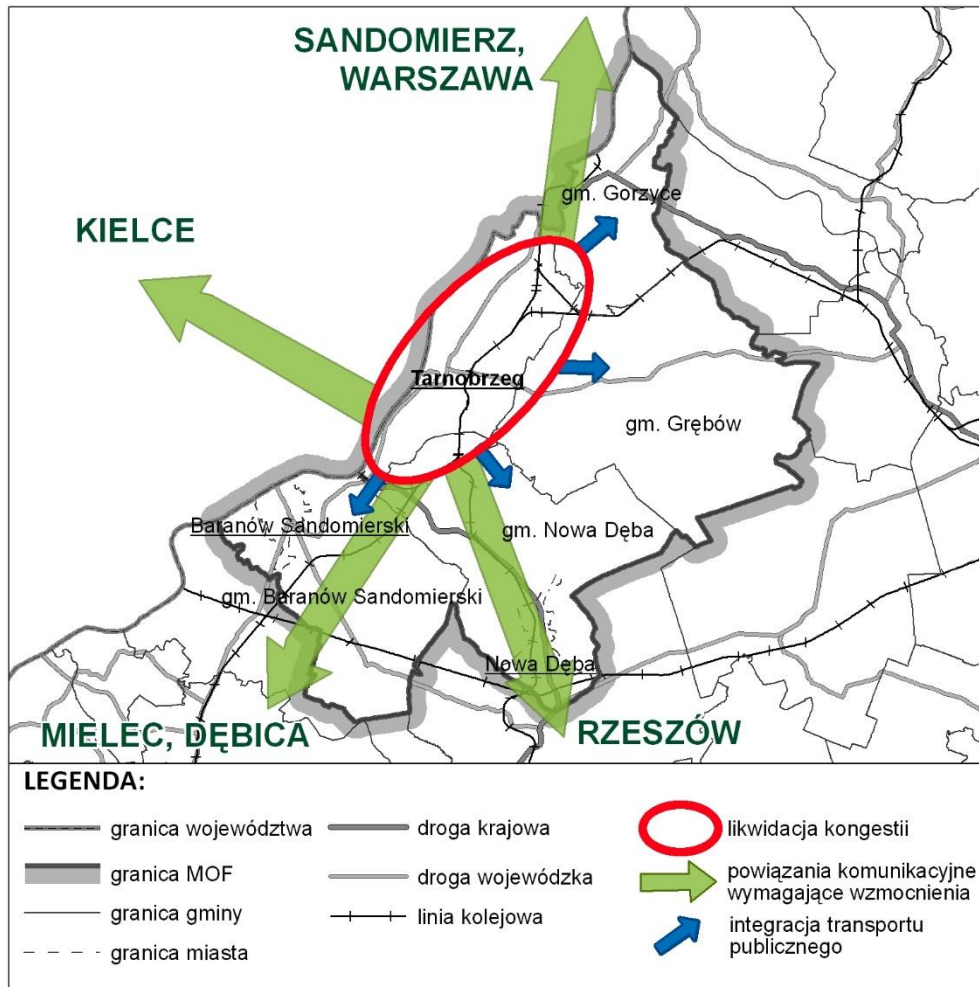 SANDOMIERZ,
WARSZAWA
gm. Gorzyce
KIELCE
Tarnobrzeg
gm. Grębów
Baranów Sandomierski
gm. Nowa Dęba
gm. Baranów Sandomierski
Nowa Dęba
MIELEC, DĘBICA
RZESZÓW
LEGENDA:
granica województwa
granica MOF
granica gminy
granica miasta
droga krajowa
droga wojewódzka
linia kolejowa
likwidacja kongestii
powiązania komunikacyjne
wymagające wzmocnienia
integracja transportu
publicznego